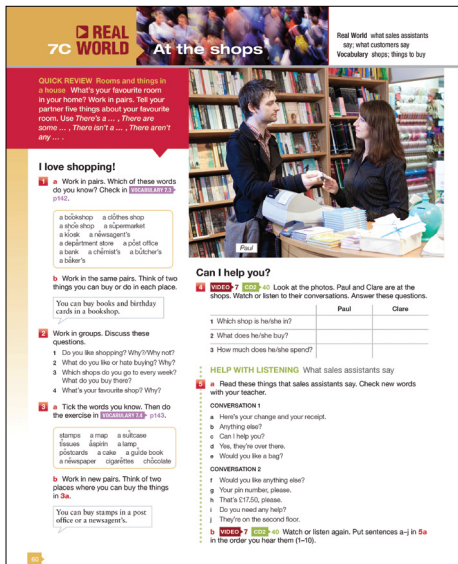 REAL
7C WORLD
At the shops
Real World what sales assistants
say; what customers say
Vocabulary shops; things to buy
QUICK REVIEW Rooms and things in
a house What's your favourite room
in your home? Work in pairs. Tell your
partner five things about your favourite
room. Use There's a ... , There are
some ... , There isn't a ... , There aren't
any ... .
I love shopping!
1 a Work in pairs. Which of these words
do you know? Check in VOCABULARY 7.3
p142.
a bookshop a clothes shop
a shoe shop a supermarket
a kiosk a newsagent's
a department store a post office
a bank a chemist's a butcher's
a baker's
b Work in the same pairs. Think of two
things you can buy or do in each place.
You can buy books and birthday
cards in a bookshop.
2 Work in groups. Discuss these
questions.
1 Do you like shopping? Why?/Why not?
2 What do you like or hate buying? Why?
3 Which shops do you go to every week?
What do you buy there?
4 What's your favourite shop? Why?
3 a Tick the words you know. Then do
the exercise in VOCABULARY 7.4 p143.
stamps a map a suitcase
tissues aspirin a lamp
postcards a cake a guide book
a newspaper cigarettes chocolate
b Work in new pairs. Think of two
places where you can buy the things
in 3a.
You can buy stamps in a post
office or a newsagent's.
60
Paul
Can I help you?
4 VIDEO 7 CD2 40 Look at the photos. Paul and Clare are at the
shops. Watch or listen to their conversations. Answer these questions.
Paul Clare
1 Which shop is he/she in?
2 What does he/she buy?
3 How much does he/she spend?
HELP WITH LISTENING What sales assistants say
5 a Read these things that sales assistants say. Check new words
with your teacher.
CONVERSATION 1
a Here's your change and your receipt.
b Anything else?
c Can I help you?
d Yes, they're over there.
e Would you like a bag?
CONVERSATION 2
f Would you like anything else?
g Your pin number, please.
h That's £17.50, please.
i Do you need any help?
j They're on the second floor.
b VIDEO 7 CD2 40 Watch or listen again. Put sentences a–j in 5a
in the order you hear them (1–10).